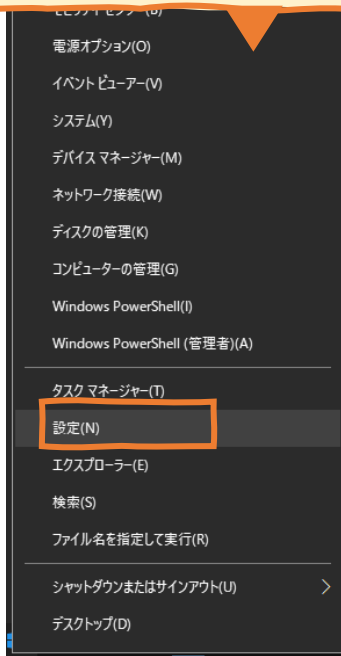 電源オプション(O)
イベント ビューアー(V)
システム(Y)
デバイス マネージャー(M)
ネットワーク接続(W)
ディスクの管理(K)
コンピューターの管理(G)
Windows PowerShell(I)
Windows PowerShell (管理者)(A)
タスク マネージャー(T)
設定(N)
エクスプローラー(E)
検索(S)
ファイル名を指定して実行(R)
シャットダウンまたはサインアウト(U)
デスクトップ(D)